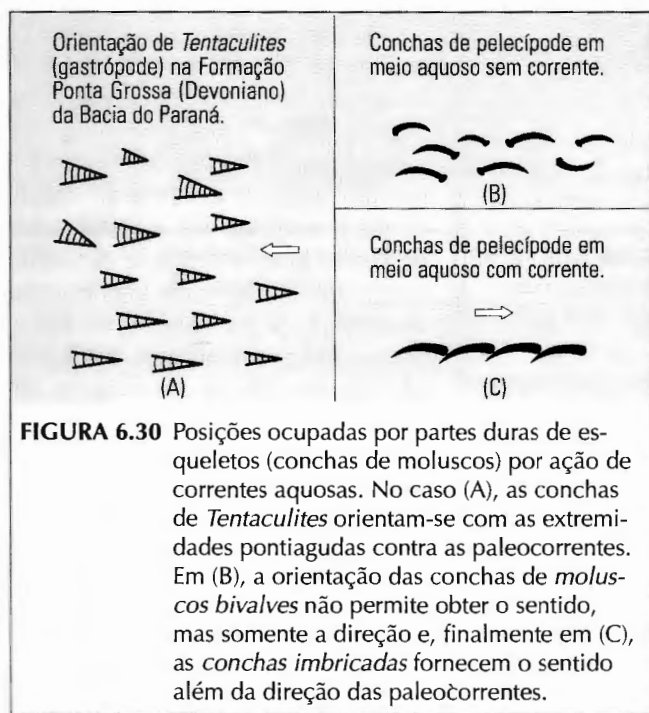 Orientação de Tentaculites
(gastrópode) na Formação
Ponta Grossa (Devoniano)
da Bacia do Paraná.
(A)
Conchas de pelecípode em
meio aquoso sem corrente.
(B)
Conchas de pelecípode em
meio aquoso com corrente.
(C)
FIGURA 6.30 Posições ocupadas por partes duras de es-
queletos (conchas de moluscos) por ação de
correntes aquosas. No caso (A), as conchas
de Tentaculites orientam-se com as extremi-
dades pontiagudas contra as paleocorrentes.
Em (B), a orientação das conchas de molus-
cos bivalves não permite obter o sentido,
mas somente a direção e, finalmente em (C),
as conchas imbricadas fornecem o sentido
além da direção das paleocorrentes.